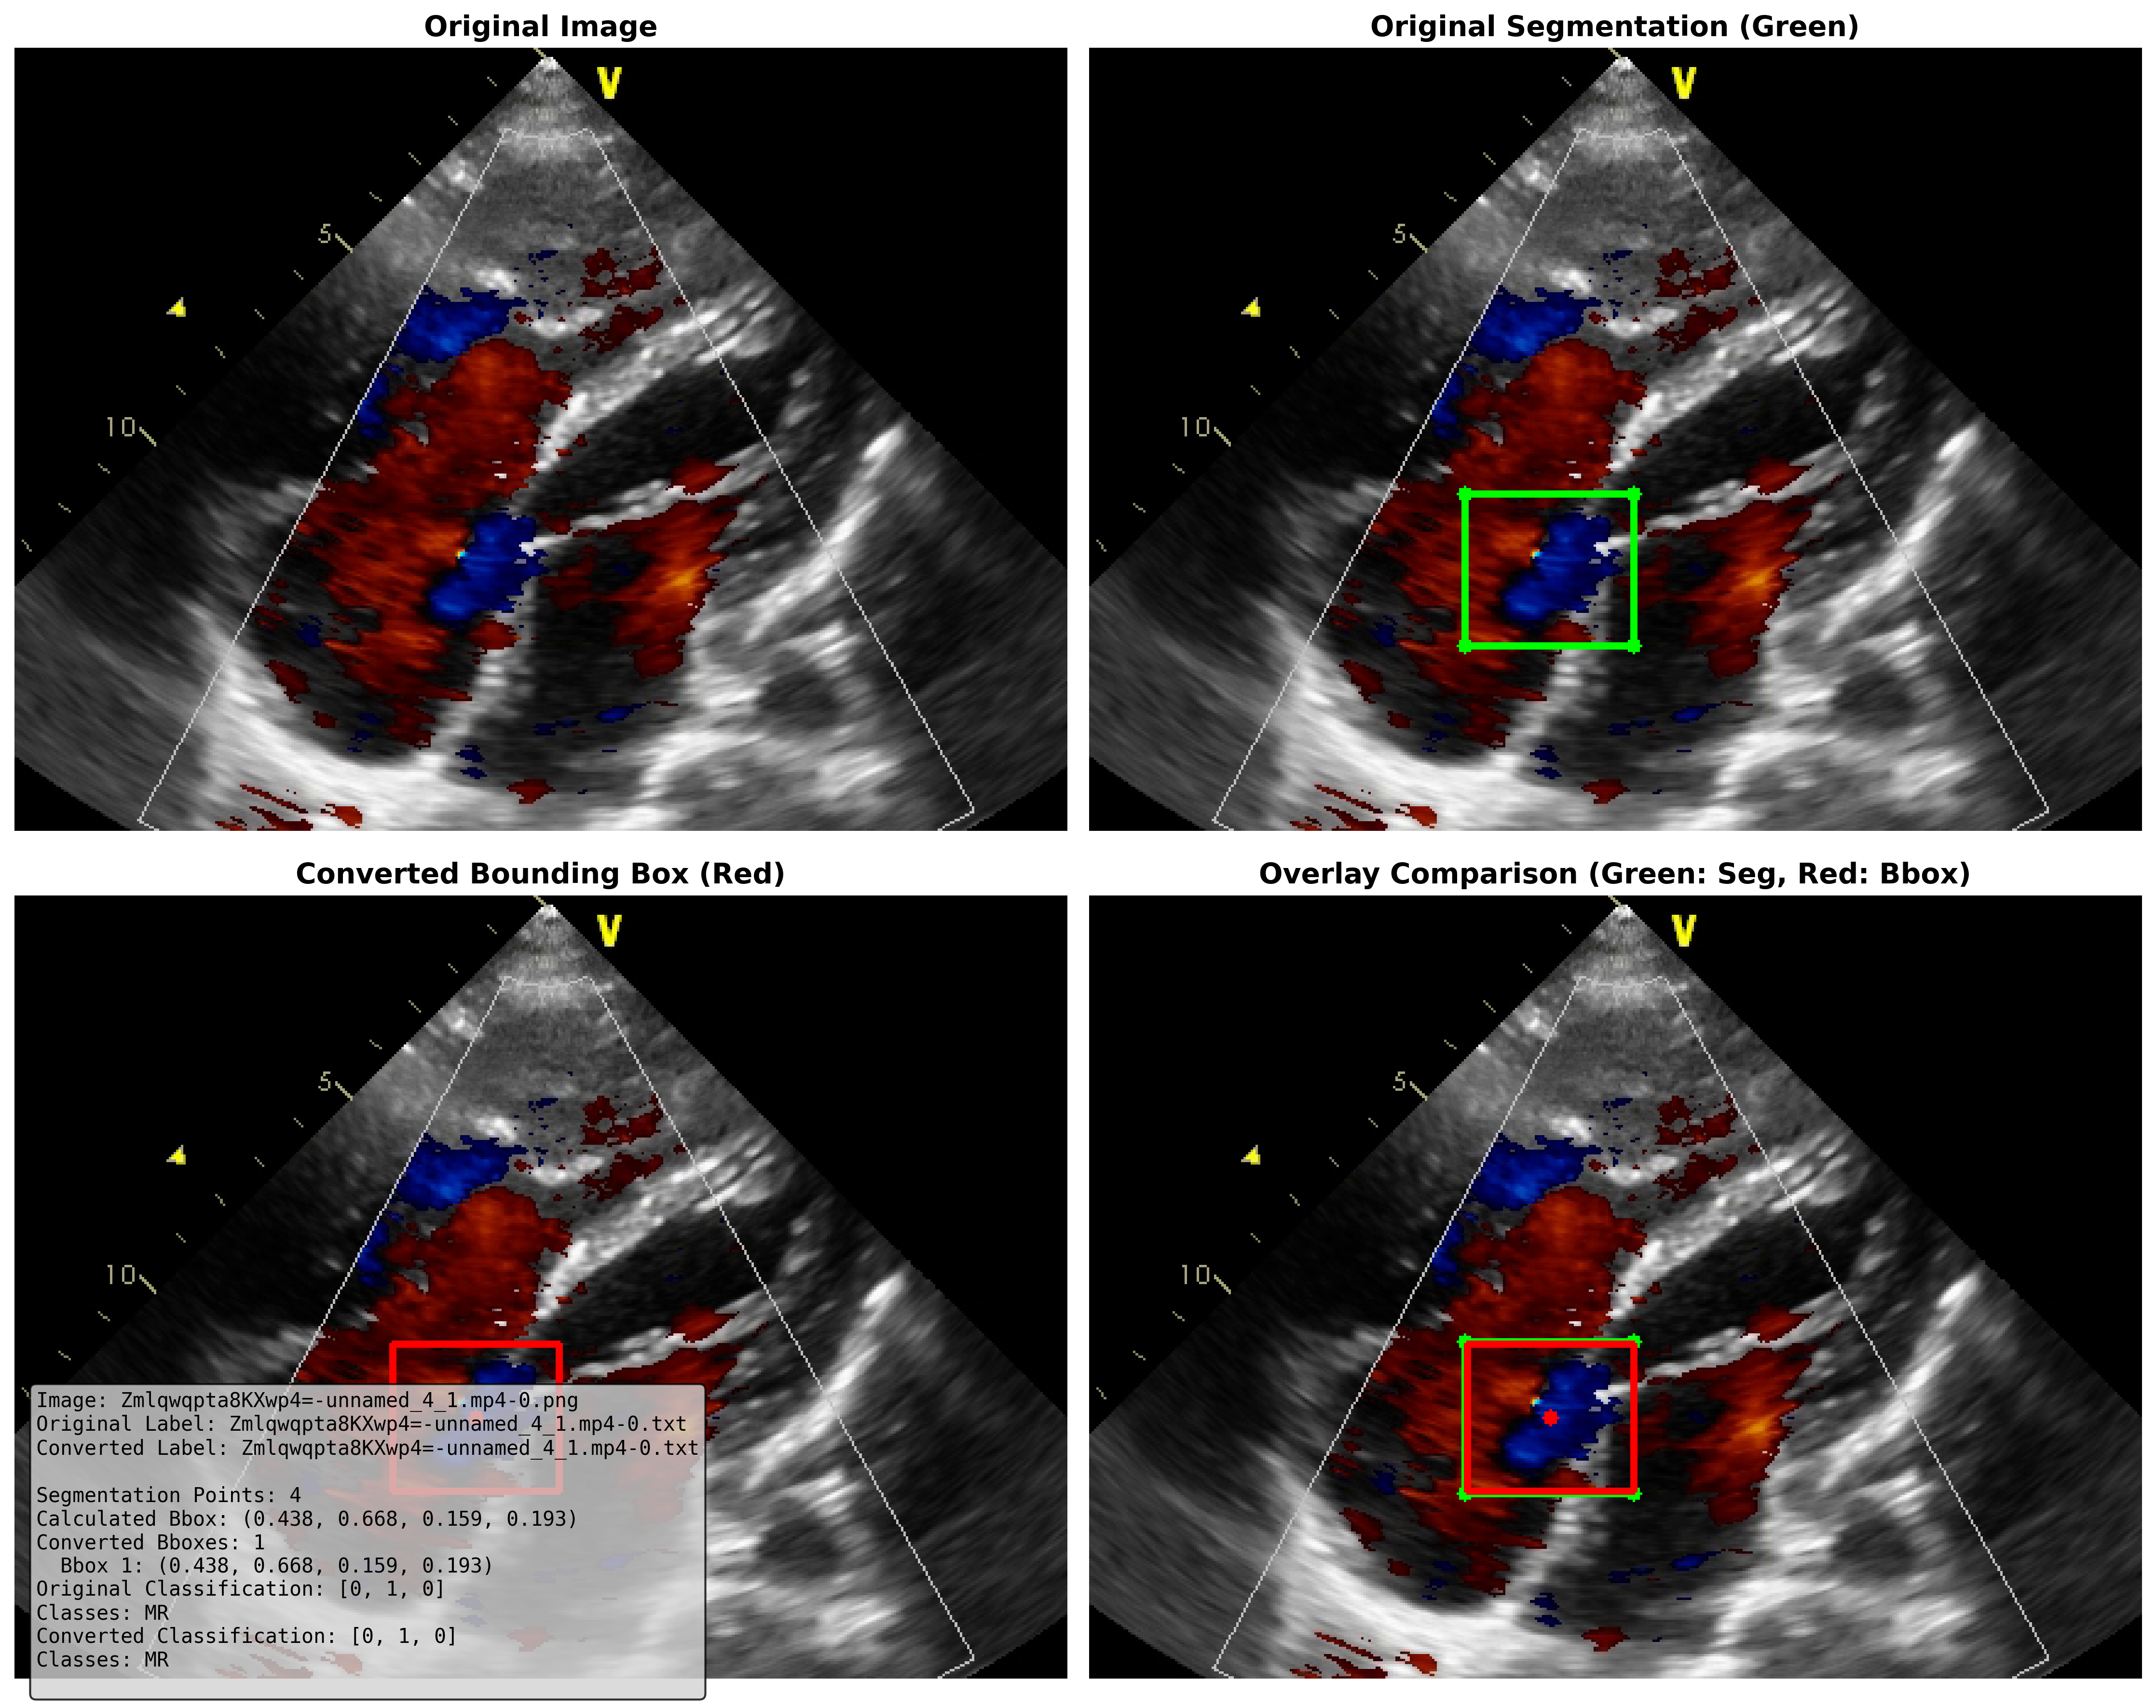 Original Image
Original Segmentation (Green)
V
5
10
V
5
10
Converted Bounding Box (Red)
Overlay Comparison (Green: Seg, Red: Bbox)
V
5
10
V
5
10
Image: Zmlqwqpta8KXwp4=-unnamed_4_1.mp4-0.png
Original Label: Zmlqwqpta8KXwp4=-unnamed_4_1.mp4-0.txt
Converted Label: Zmlqwqpta8KXwp4=-unnamed_4_1.mp4-0.txt
Segmentation Points: 4
Calculated Bbox: (0.438, 0.668, 0.159, 0.193)
Converted Bboxes: 1
Bbox 1: (0.438, 0.668, 0.159, 0.193)
Original Classification: [0, 1, 0]
Classes: MR
Converted Classification: [0, 1, 0]
Classes: MR